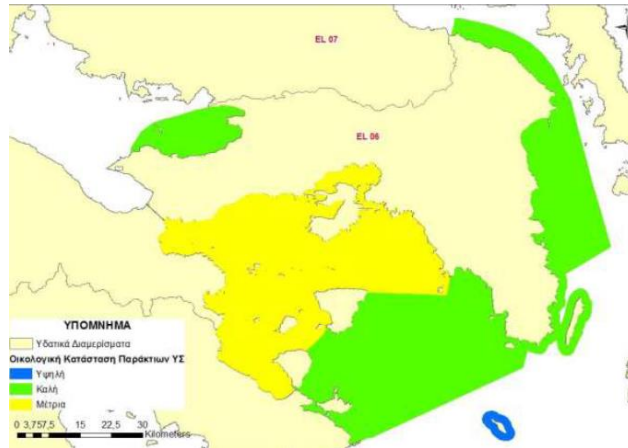 EL 07
EL 06
ΥΠΟΜΝΗΜΑ
Υδατικά Διαμερίσματα
Οικολογική Κατάσταση Παράκτιων ΥΣ
Υψηλή
Καλή
Μέτρια
0 3,757,5 15 22,5 30
Kilometers